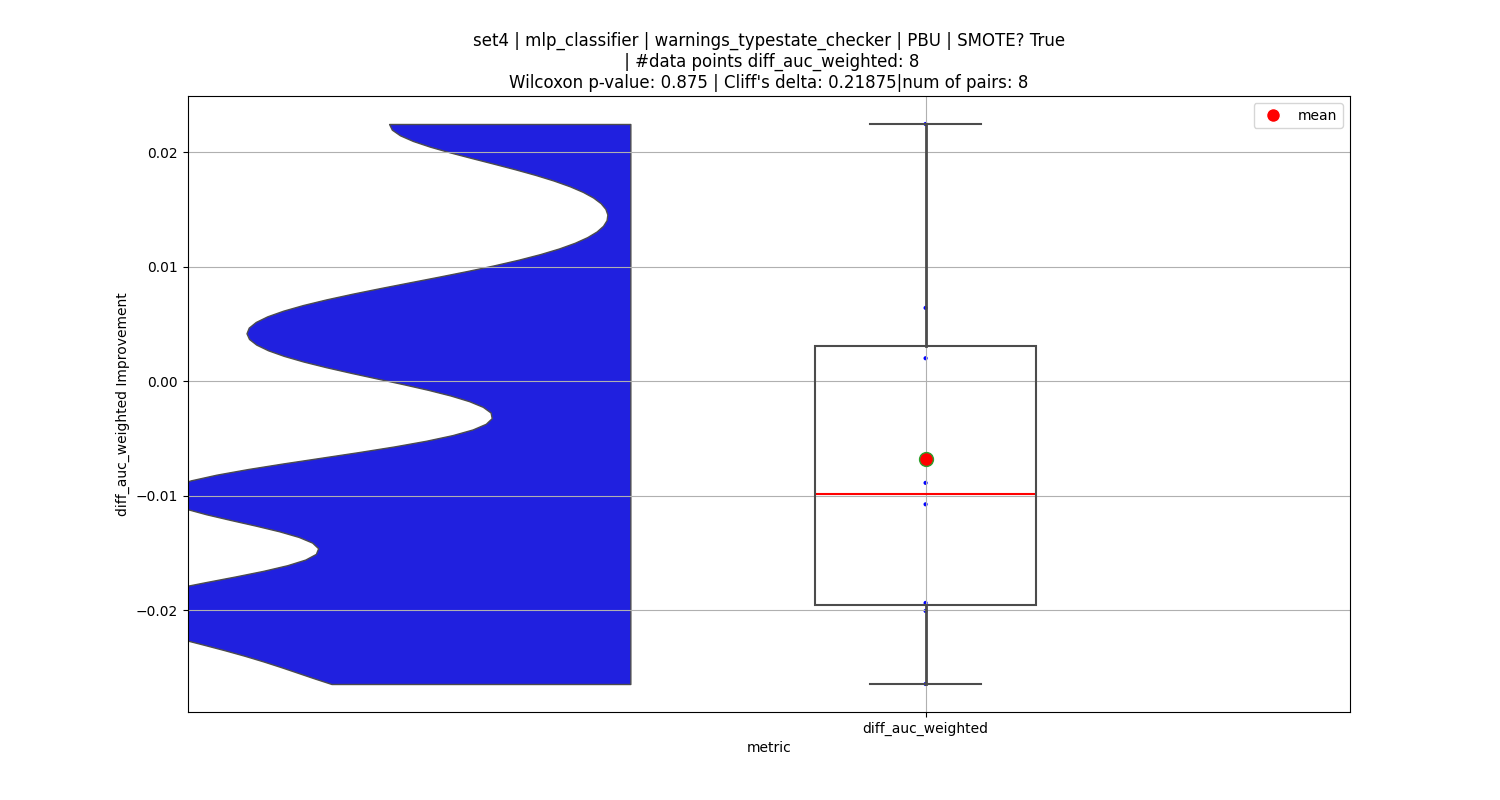 set4 | mlp_classifier | warnings_typestate_checker | PBU | SMOTE? True
| #data points diff_auc_weighted: 8
Wilcoxon p-value: 0.875 | Cliff's delta: 0.21875|num of pairs: 8
mean
0.02
0.01
0.00
−0.01
−0.02
diff_auc_weighted Improvement
diff_auc_weighted
metric